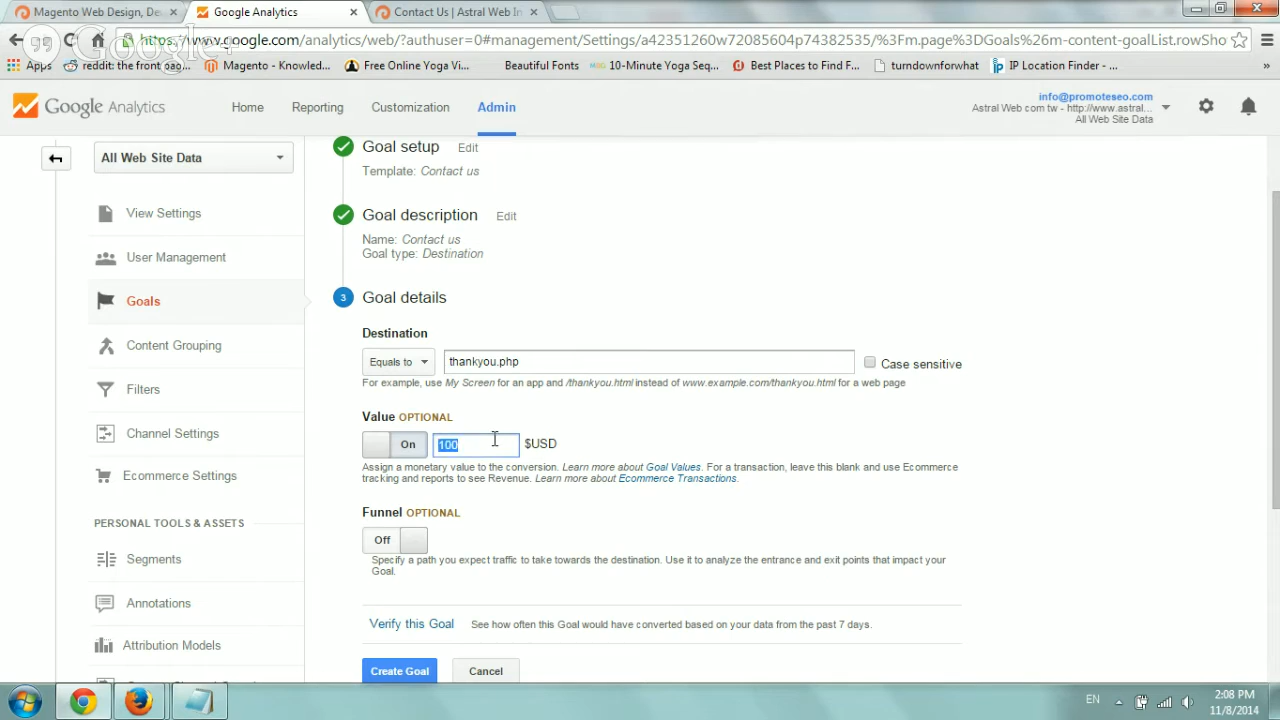 Magento Web Design, De
Google Analytics
Contact Us | Astral Web In
Google+
https://www.google.com/analytics/web/?authuser=0#management/Settings/a42351260w72085604p74382535/%3Fm.page%3DGoals%26m-content-goalList.rowSho
Apps
reddit: the front pag...
Magento - Knowled...
Free Online Yoga Vi...
Beautiful Fonts
10-Minute Yoga Seq...
Best Places to Find F...
turndownforwhat
IP Location Finder - ...
»
Google Analytics
Home
Reporting
Customization
Admin
info@promoteseo.com
Astral Web com tw - http://www.astral...
All Web Site Data
All Web Site Data
View Settings
User Management
Goals
Content Grouping
Filters
Channel Settings
Ecommerce Settings
PERSONAL TOOLS & ASSETS
Segments
Annotations
Attribution Models
Goal setup Edit
Template: Contact us
Goal description Edit
Name: Contact us
Goal type: Destination
3 Goal details
Destination
Equals to thankyou.php Case sensitive
For example, use My Screen for an app and /thankyou.html instead of www.example.com/thankyou.html for a web page
Value OPTIONAL
On 100 $USD
Assign a monetary value to the conversion. Learn more about Goal Values. For a transaction, leave this blank and use Ecommerce
tracking and reports to see Revenue. Learn more about Ecommerce Transactions.
Funnel OPTIONAL
Off
Specify a path you expect traffic to take towards the destination. Use it to analyze the entrance and exit points that impact your
Goal.
Verify this Goal See how often this Goal would have converted based on your data from the past 7 days.
Create Goal Cancel
EN
2:08 PM
11/8/2014